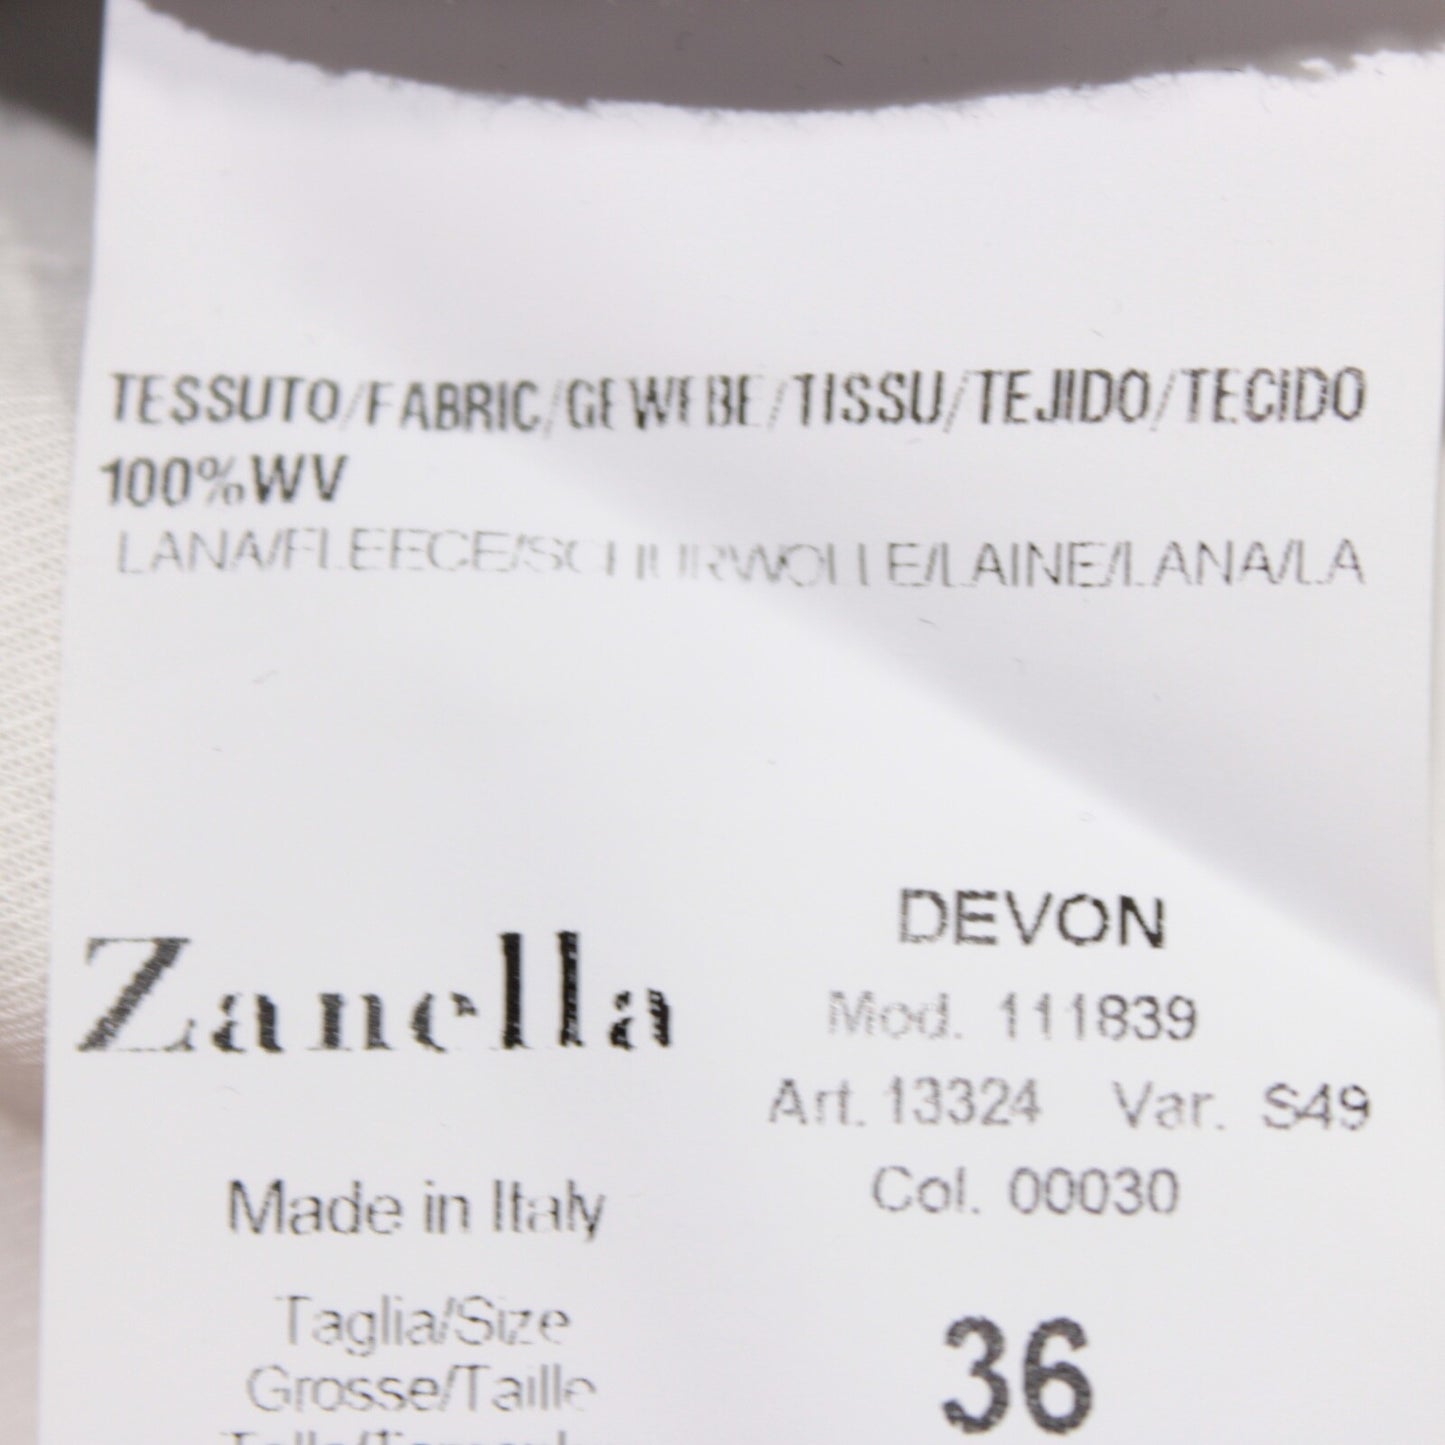 TESSUTO/FABRIC/GEWEBE/TISSU/TEJIDO/TECIDO
100%WV
LANA/FLEECE/SCHURWOLLE/LAINE/LANA/LA
Zanella
Made in Italy
DEVON
Mod. 111839
Art. 13324 Var. S49
Col. 00030
Taglia/Size
Grosse/Taille
36